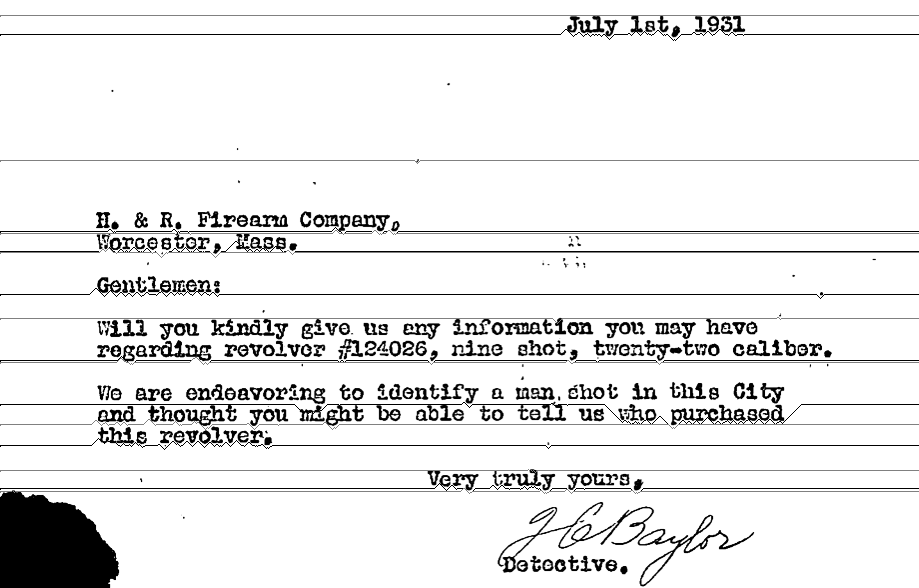 July 1st, 1931
H. & R. Firearm Company,
Worcester, Mass.
Gentlemen:
Will you kindly give us any information you may have
regarding revolver #124026, nine shot, twenty-two caliber.
We are endeavoring to identify a man shot in this City
and thought you might be able to tell us who purchased
this revolver.
Very truly yours,
J C Baylor
Detective.